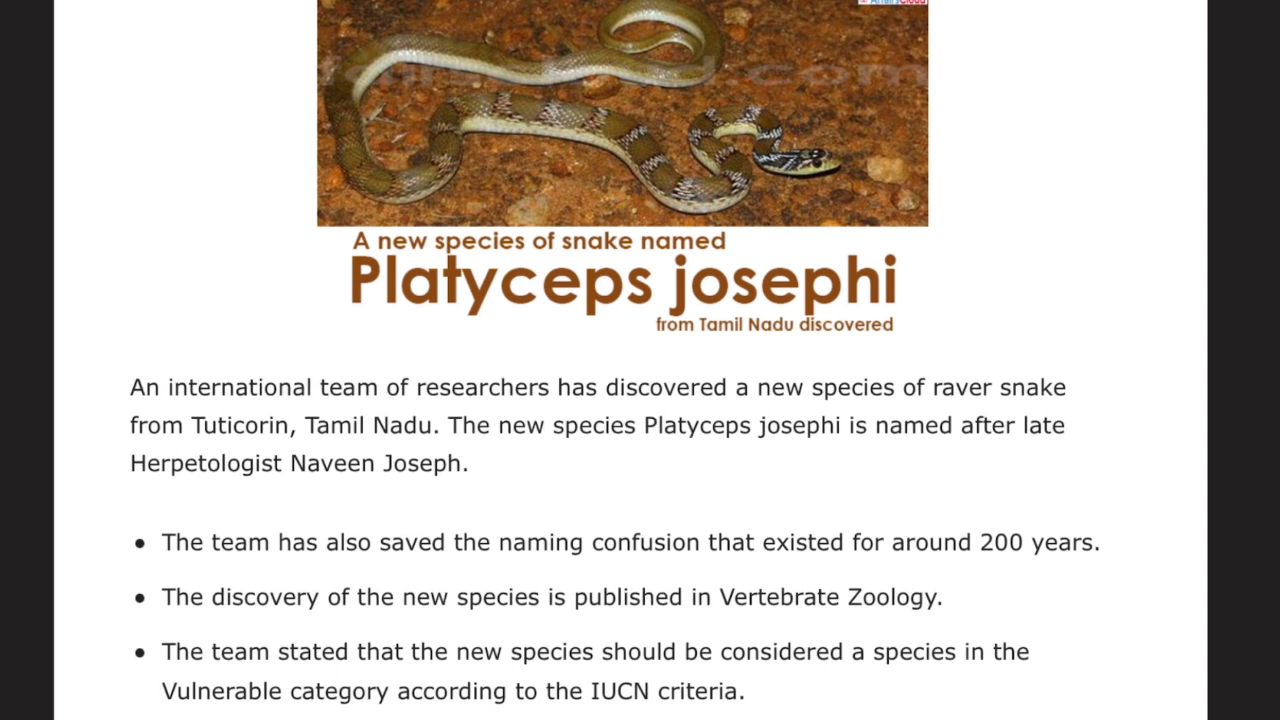 AffairsCloud
A new species of snake named
Platyceps josephi
from Tamil Nadu discovered
An international team of researchers has discovered a new species of raver snake
from Tuticorin, Tamil Nadu. The new species Platyceps josephi is named after late
Herpetologist Naveen Joseph.
• The team has also saved the naming confusion that existed for around 200 years.
• The discovery of the new species is published in Vertebrate Zoology.
• The team stated that the new species should be considered a species in the
Vulnerable category according to the IUCN criteria.